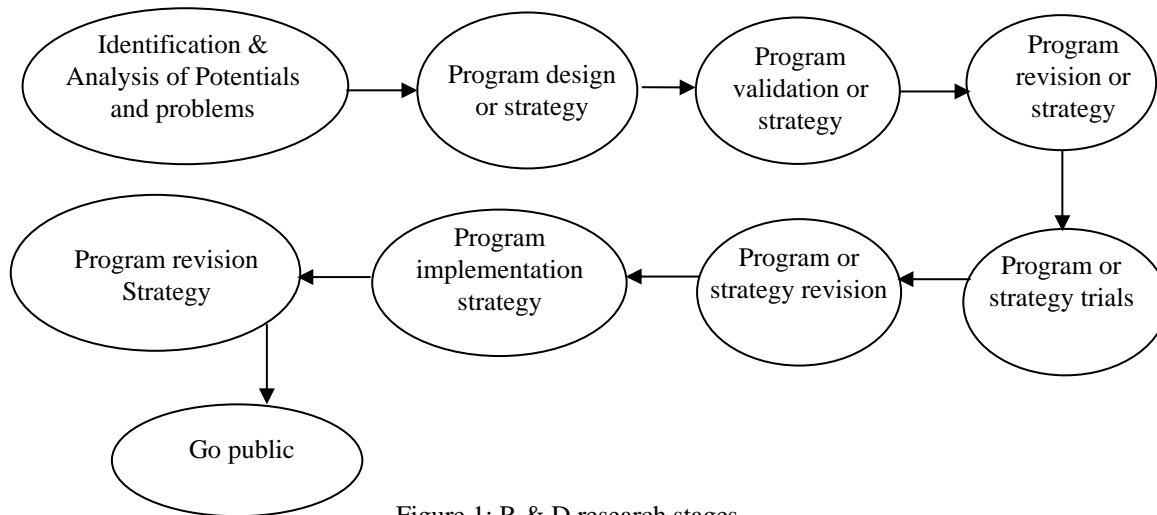 Identification &
Analysis of Potentials
and problems
Program design
or strategy
Program
validation or
strategy
Program
revision or
strategy
Program or
strategy trials
Program or
strategy revision
Program
implementation
strategy
Program revision
Strategy
Go public
Figure 1: R & D research stages